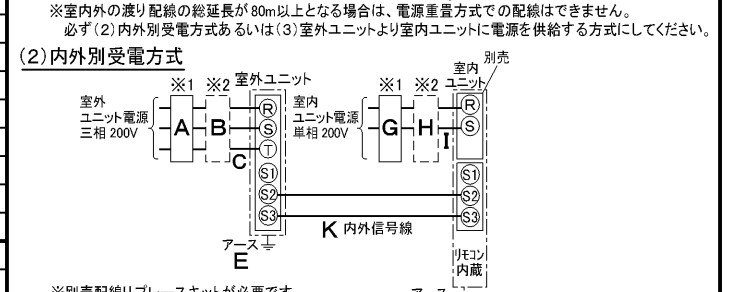 ※室内外の渡り配線の総延長が80m以上となる場合は、電源重畳方式での配線はできません。
必ず(2)内外別受電方式あるいは(3)室外ユニットより室内ユニットに電源を供給する方式にしてください。
(2)内外別受電方式
別売
※1 ※2 室外ユニット
※1 ※2 室内ユニット
室外
ユニット電源
三相 200V
A
B
C
R
S
T
S1
S2
S3
室内
ユニット電源
単相 200V
G
H
I
R
S
S1
S2
S3
K 内外信号線
アース
E
リモコン
内蔵
※別売配線リプレースキットが必要です
アース